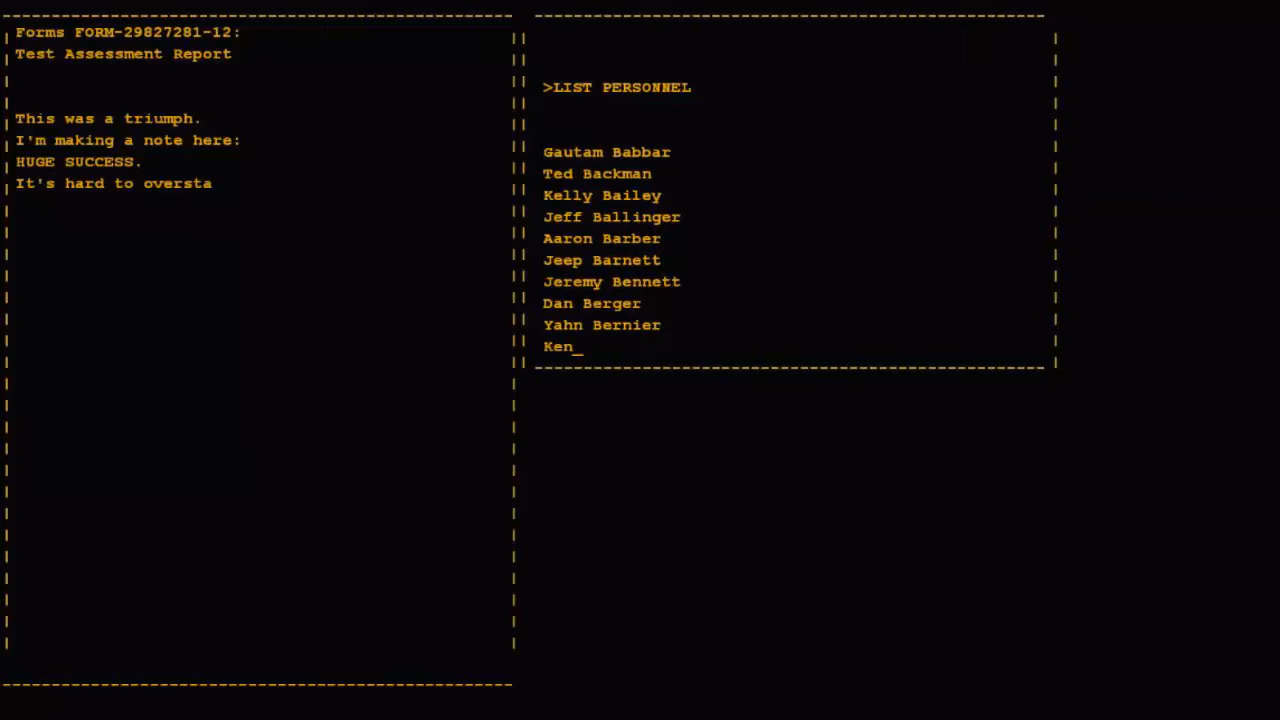 Forms FORM-29827281-12:
Test Assessment Report
This was a triumph.
I'm making a note here:
HUGE SUCCESS.
It's hard to oversta
>LIST PERSONNEL
Gautam Babbar
Ted Backman
Kelly Bailey
Jeff Ballinger
Aaron Barber
Jeep Barnett
Jeremy Bennett
Dan Berger
Yahn Bernier
Ken_